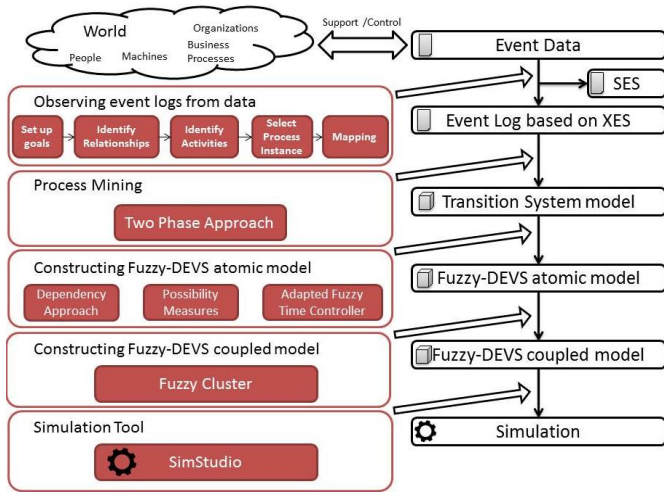 World
Organizations
Business
Processes
People
Machines
Support /Control
Event Data
SES
Observing event logs from data
Set up
goals
Identify
Relationships
Identify
Activities
Select
Process
Instance
Mapping
Event Log based on XES
Process Mining
Two Phase Approach
Transition System model
Constructing Fuzzy-DEVS atomic model
Dependency
Approach
Possibility
Measures
Adapted Fuzzy
Time Controller
Fuzzy-DEVS atomic model
Constructing Fuzzy-DEVS coupled model
Fuzzy Cluster
Fuzzy-DEVS coupled model
Simulation Tool
SimStudio
Simulation